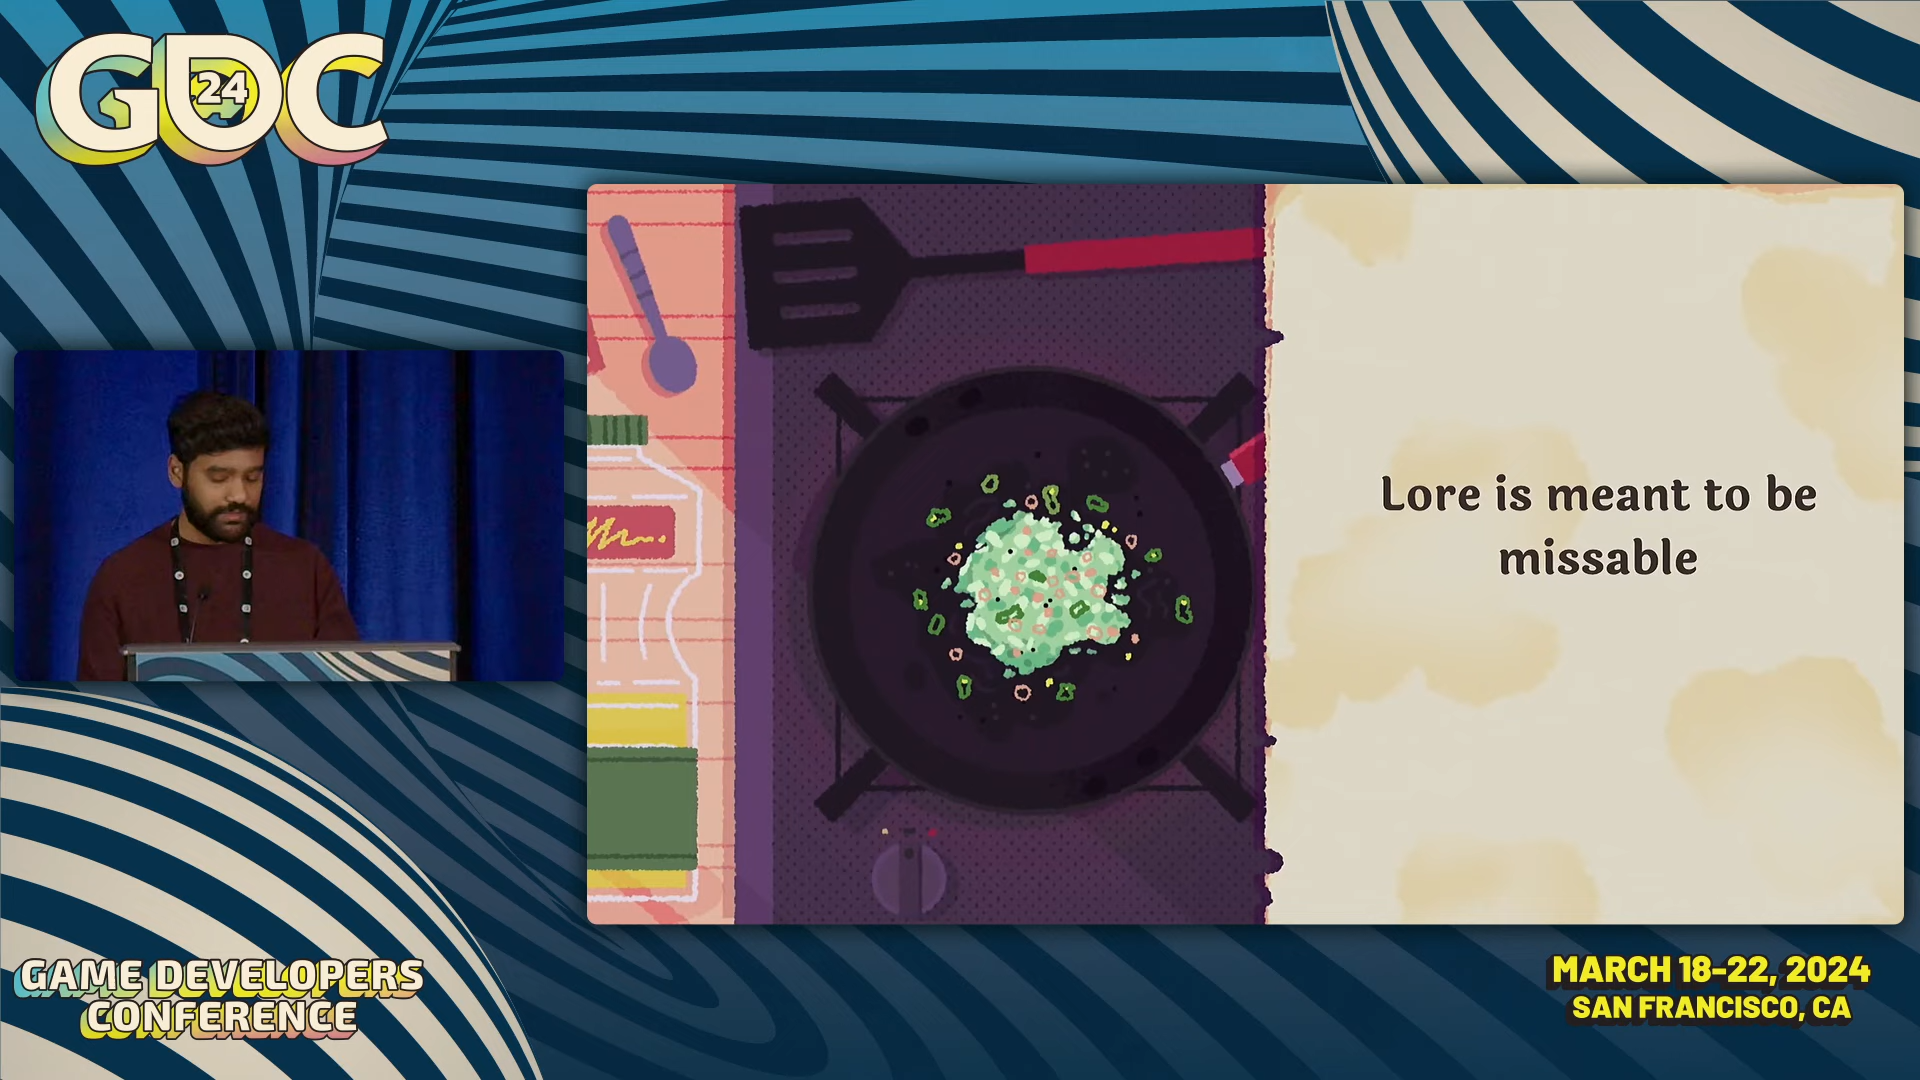 GDC
24
Lore is meant to be
missable
GAME DEVELOPERS
CONFERENCE
MARCH 18-22, 2024
SAN FRANCISCO, CA